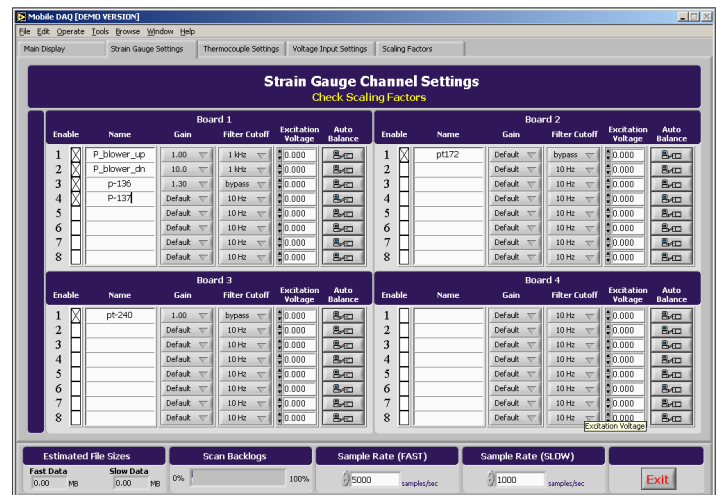 Mobile DAQ [DEMO VERSION]
File Edit Operate Tools Browse Window Help
Main Display Strain Gauge Settings Thermocouple Settings Voltage Input Settings Scaling Factors
Strain Gauge Channel Settings
Check Scaling Factors
Board 1
Enable Name Gain Filter Cutoff Excitation Voltage Auto Balance
1 P_blower_up 1.00 1 kHz 0.000
2 P_blower_dn 10.0 1 kHz 0.000
3 p-136 1.30 bypass 0.000
4 P-137 Default 10 Hz 0.000
5 Default 10 Hz 0.000
6 Default 10 Hz 0.000
7 Default 10 Hz 0.000
8 Default 10 Hz 0.000
Board 2
Enable Name Gain Filter Cutoff Excitation Voltage Auto Balance
1 pt172 Default bypass 0.000
2 Default 10 Hz 0.000
3 Default 10 Hz 0.000
4 Default 10 Hz 0.000
5 Default 10 Hz 0.000
6 Default 10 Hz 0.000
7 Default 10 Hz 0.000
8 Default 10 Hz 0.000
Board 3
Enable Name Gain Filter Cutoff Excitation Voltage Auto Balance
1 pt-240 1.00 bypass 0.000
2 Default 10 Hz 0.000
3 Default 10 Hz 0.000
4 Default 10 Hz 0.000
5 Default 10 Hz 0.000
6 Default 10 Hz 0.000
7 Default 10 Hz 0.000
8 Default 10 Hz 0.000
Board 4
Enable Name Gain Filter Cutoff Excitation Voltage Auto Balance
1 Default 10 Hz 0.000
2 Default 10 Hz 0.000
3 Default 10 Hz 0.000
4 Default 10 Hz 0.000
5 Default 10 Hz 0.000
6 Default 10 Hz 0.000
7 Default 10 Hz 0.000
8 Default 10 Hz 0.000
Excitation Voltage
Estimated File Sizes
Fast Data Slow Data
0.00 MB 0.00 MB
Scan Backlogs
0% 100%
Sample Rate (FAST)
5000 samples/sec
Sample Rate (SLOW)
1000 samples/sec
Exit